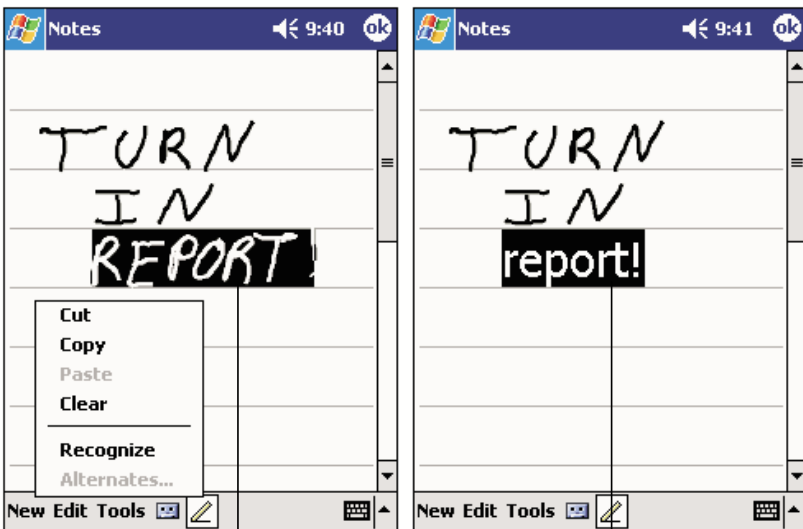 Notes 9:40 ok
TURN
IN
REPORT!
Cut
Copy
Paste
Clear
Recognize
Alternates...
New Edit Tools
Notes 9:41 ok
TURN
IN
report!
New Edit Tools